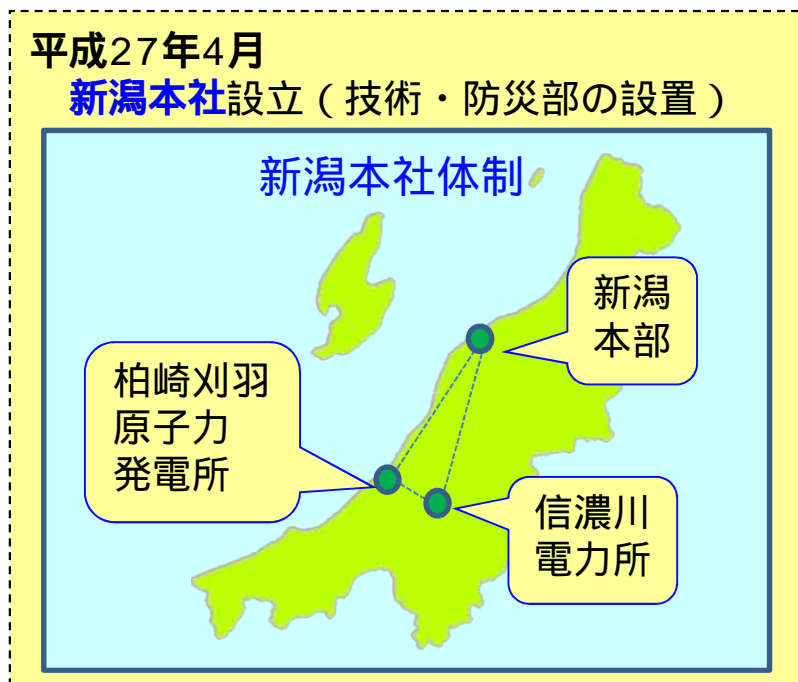 平成27年4月
新潟本社設立（技術・防災部の設置）
新潟本社体制
新潟
本部
柏崎刈羽
原子力
発電所
信濃川
電力所